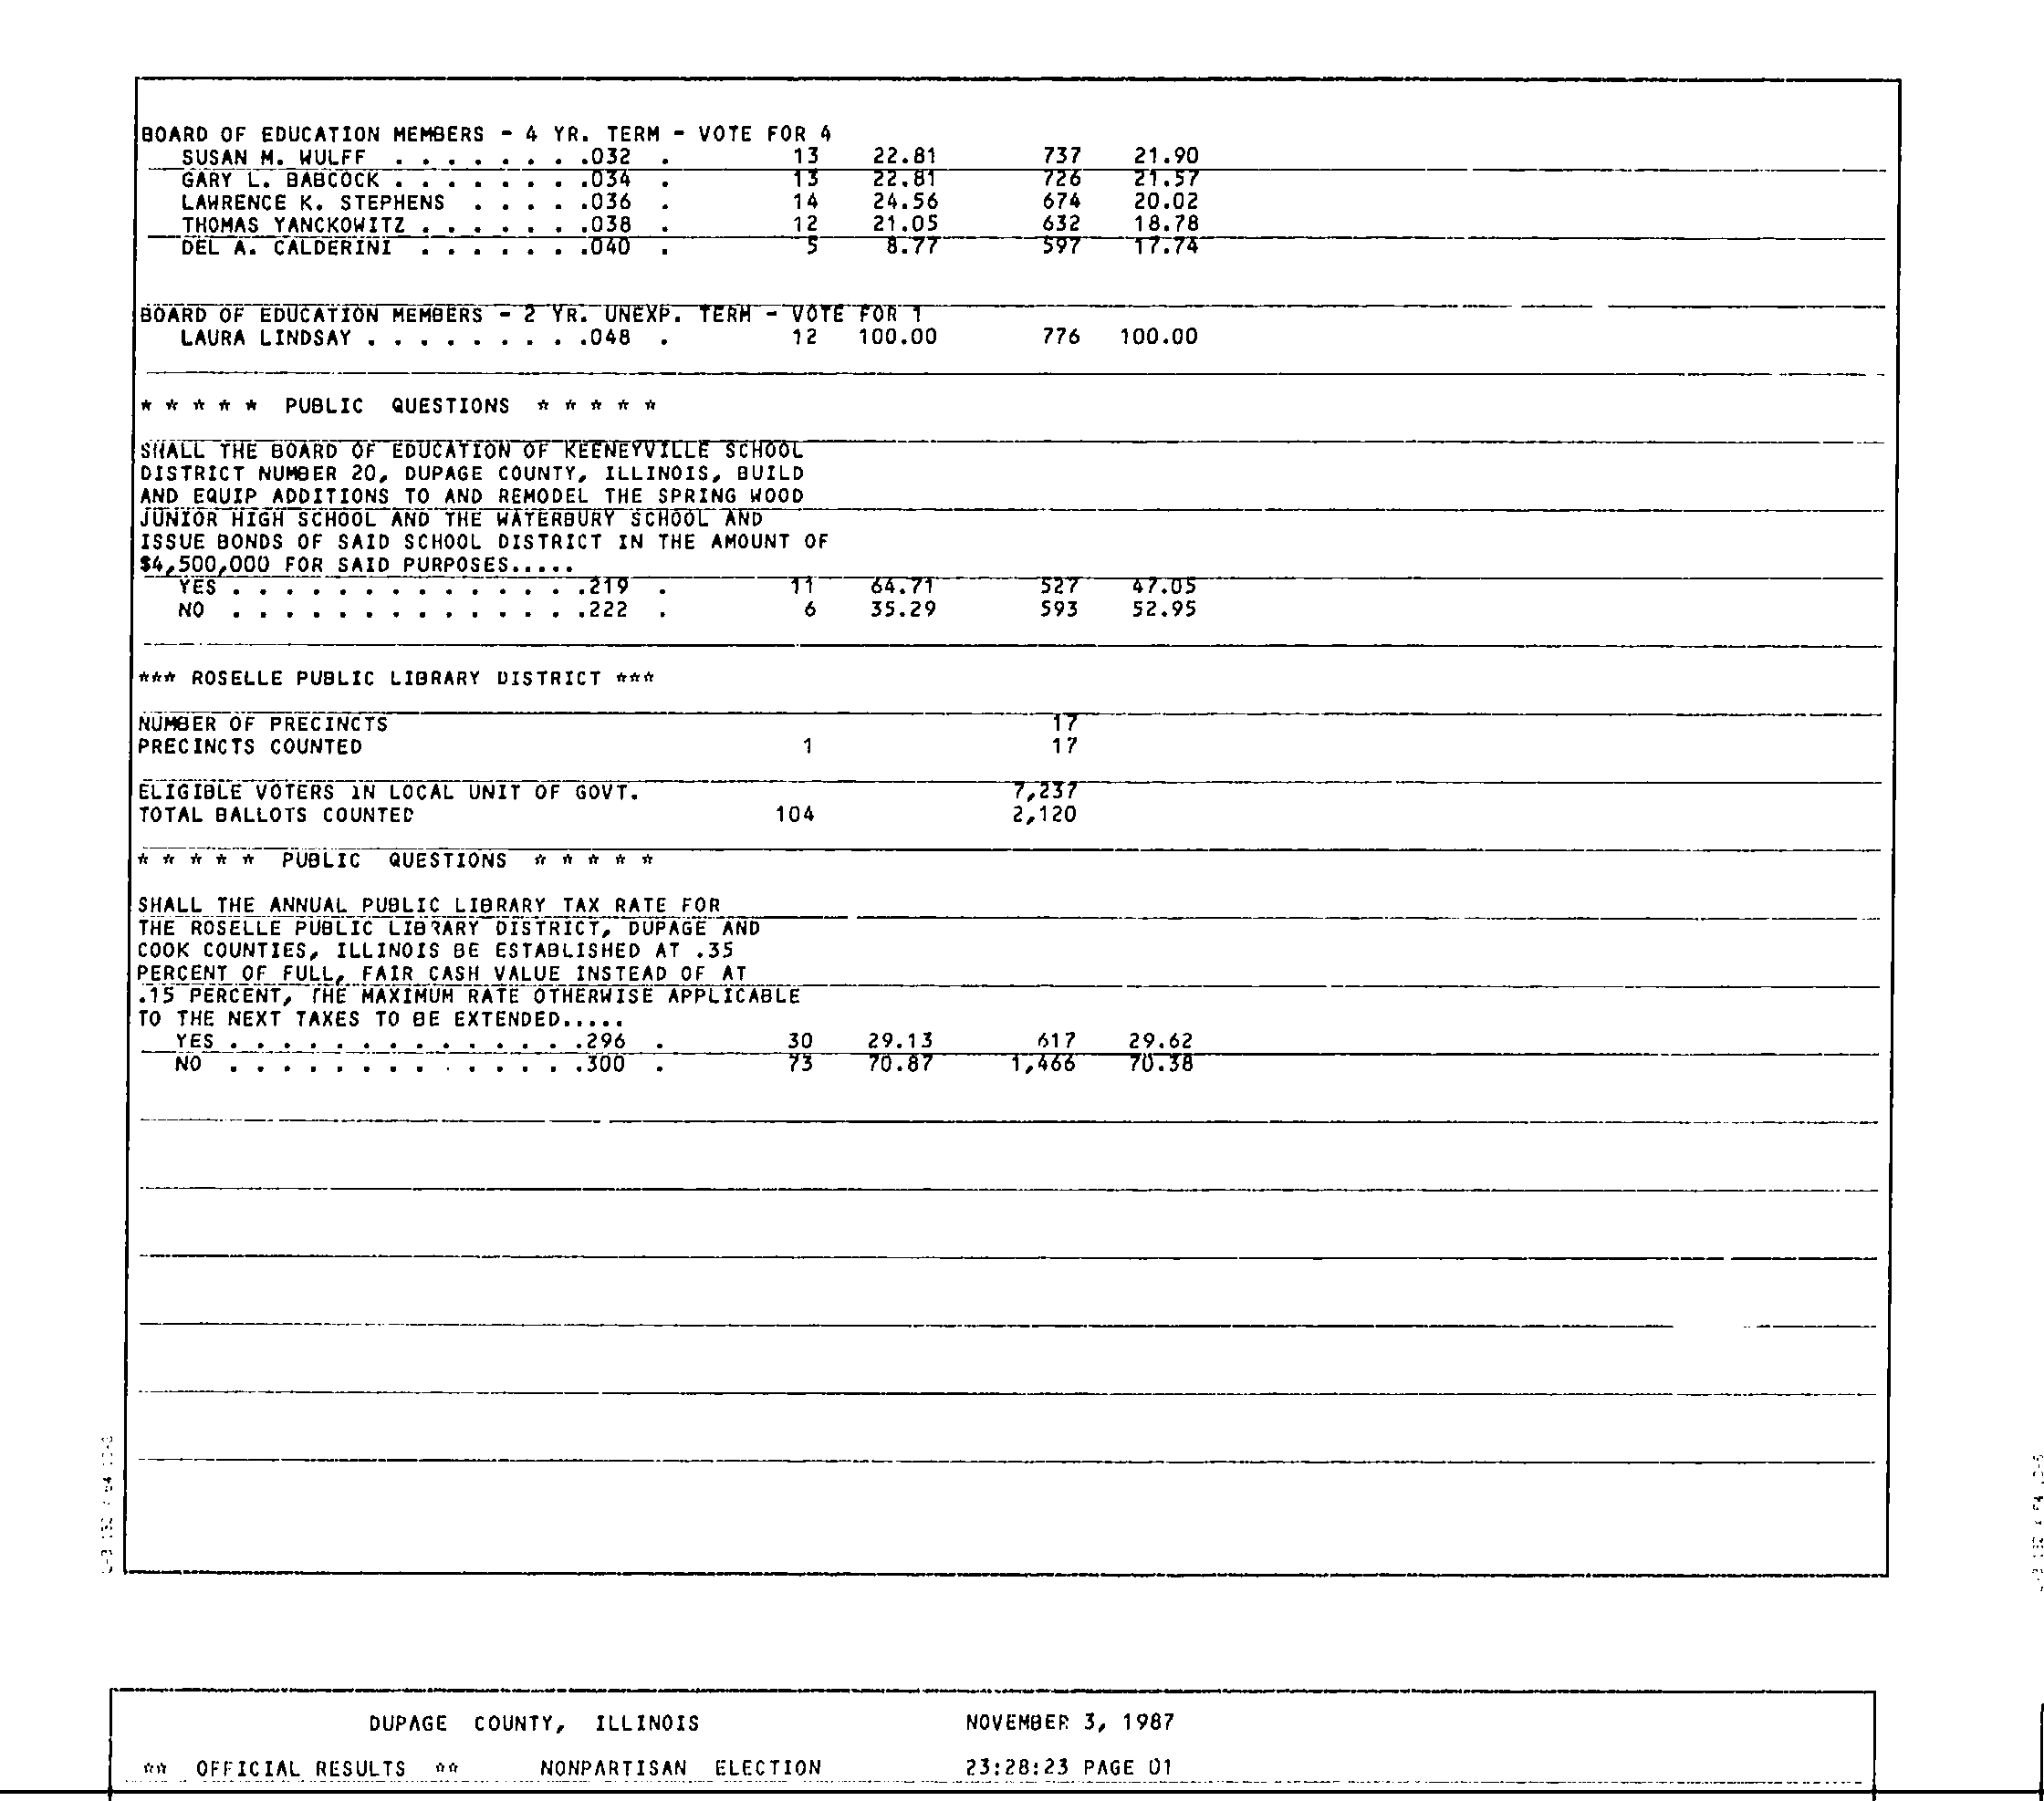 BOARD OF EDUCATION MEMBERS - 4 YR. TERM - VOTE FOR 4
SUSAN M. WULFF . . . . . . . .032 . 13 22.81 737 21.90
GARY L. BABCOCK . . . . . . . .034 . 13 22.81 726 21.57
LAWRENCE K. STEPHENS . . . . .036 . 14 24.56 674 20.02
THOMAS YANCKOWITZ . . . . . . .038 . 12 21.05 632 18.78
DEL A. CALDERINI . . . . . . .040 . 5 8.77 597 17.74
BOARD OF EDUCATION MEMBERS - 2 YR. UNEXP. TERM - VOTE FOR 1
LAURA LINDSAY . . . . . . . . .048 . 12 100.00 776 100.00
* * * * * PUBLIC QUESTIONS * * * * *
SHALL THE BOARD OF EDUCATION OF KEENEYVILLE SCHOOL
DISTRICT NUMBER 20, DUPAGE COUNTY, ILLINOIS, BUILD
AND EQUIP ADDITIONS TO AND REMODEL THE SPRING WOOD
JUNIOR HIGH SCHOOL AND THE WATERBURY SCHOOL AND
ISSUE BONDS OF SAID SCHOOL DISTRICT IN THE AMOUNT OF
$4,500,000 FOR SAID PURPOSES.....
YES . . . . . . . . . . . . . .219 . 11 64.71 527 47.05
NO . . . . . . . . . . . . . .222 . 6 35.29 593 52.95
*** ROSELLE PUBLIC LIBRARY DISTRICT ***
NUMBER OF PRECINCTS 17
PRECINCTS COUNTED 1 17
ELIGIBLE VOTERS IN LOCAL UNIT OF GOVT. 7,237
TOTAL BALLOTS COUNTED 104 2,120
* * * * * PUBLIC QUESTIONS * * * * *
SHALL THE ANNUAL PUBLIC LIBRARY TAX RATE FOR
THE ROSELLE PUBLIC LIBRARY DISTRICT, DUPAGE AND
COOK COUNTIES, ILLINOIS BE ESTABLISHED AT .35
PERCENT OF FULL, FAIR CASH VALUE INSTEAD OF AT
.15 PERCENT, THE MAXIMUM RATE OTHERWISE APPLICABLE
TO THE NEXT TAXES TO BE EXTENDED.....
YES . . . . . . . . . . . . . .296 . 30 29.13 617 29.62
NO . . . . . . . . . . . . . .300 . 73 70.87 1,466 70.38
DUPAGE COUNTY, ILLINOIS NOVEMBER 3, 1987
** OFFICIAL RESULTS ** NONPARTISAN ELECTION 23:28:23 PAGE 01